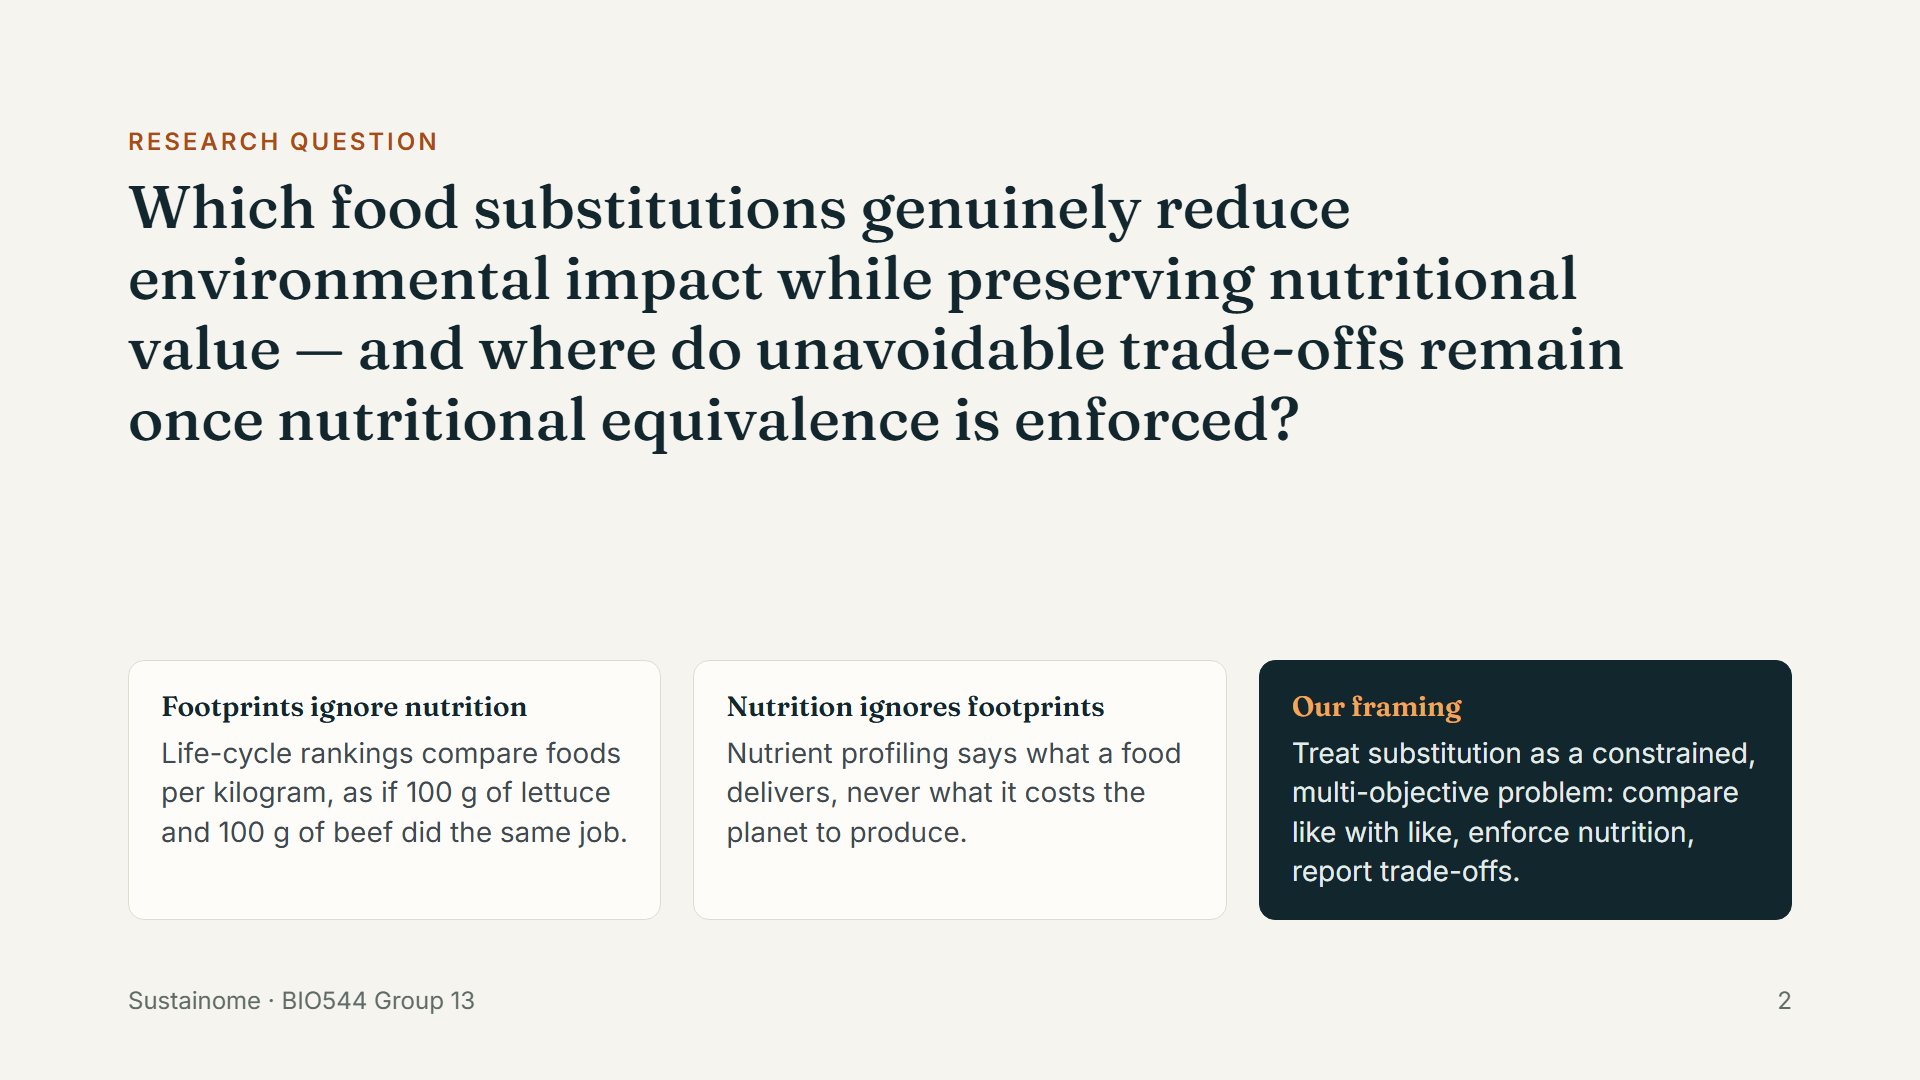 RESEARCH QUESTION
Which food substitutions genuinely reduce
environmental impact while preserving nutritional
value — and where do unavoidable trade-offs remain
once nutritional equivalence is enforced?
Footprints ignore nutrition
Life-cycle rankings compare foods
per kilogram, as if 100 g of lettuce
and 100 g of beef did the same job.
Nutrition ignores footprints
Nutrient profiling says what a food
delivers, never what it costs the
planet to produce.
Our framing
Treat substitution as a constrained,
multi-objective problem: compare
like with like, enforce nutrition,
report trade-offs.
Sustainome · BIO544 Group 13
2